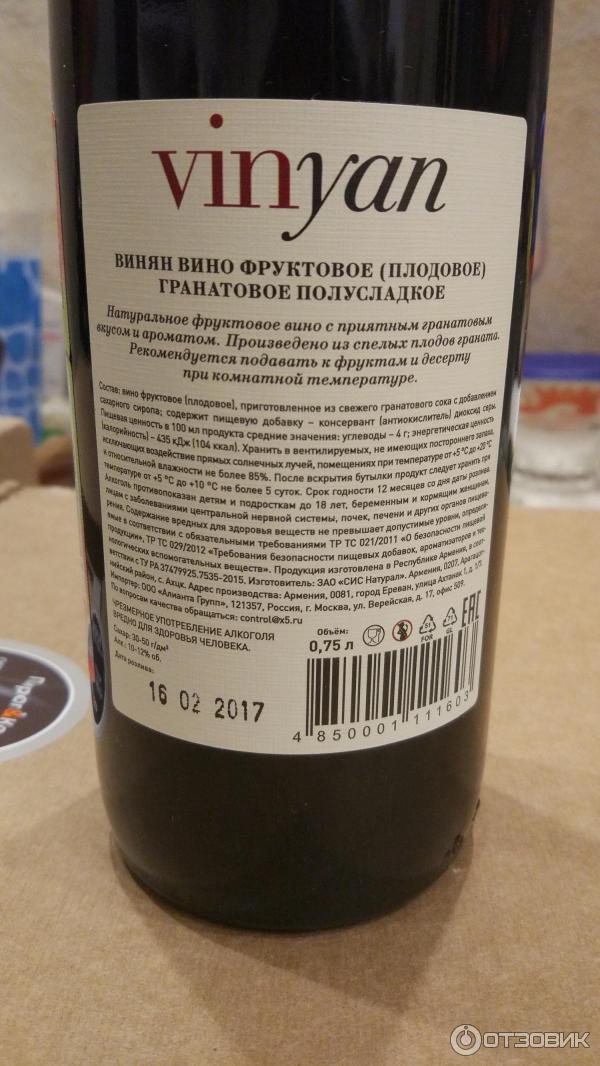 vinyan
ВИНЯН ВИНО ФРУКТОВОЕ (ПЛОДОВОЕ)
ГРАНАТОВОЕ ПОЛУСЛАДКОЕ
Натуральное фруктовое вино с приятным гранатовым
вкусом и ароматом. Произведено из спелых плодов граната.
Рекомендуется подавать к фруктам и десерту
при комнатной температуре.
Состав: вино фруктовое (плодовое), приготовленное из свежего гранатового сока с добавлением
сахарного сиропа; содержит пищевую добавку – консервант (антиокислитель) диоксид серы.
Пищевая ценность в 100 мл продукта средние значения: углеводы – 4 г; энергетическая ценность
(калорийность) – 435 кДж (104 ккал). Хранить в вентилируемых, не имеющих постороннего запаха,
исключающих воздействие прямых солнечных лучей, помещениях при температуре от +5 °C до +20 °C
и относительной влажности не более 85%. После вскрытия бутылки продукт следует хранить при
температуре от +5 °C до +10 °C не более 5 суток. Срок годности 12 месяцев со дня даты розлива.
Алкоголь противопоказан детям и подросткам до 18 лет, беременным и кормящим женщинам,
лицам с заболеваниями центральной нервной системы, почек, печени и других органов пищева-
рения. Содержание вредных для здоровья веществ не превышает допустимые уровни, определен-
ные в соответствии с обязательными требованиями ТР ТС 021/2011 «О безопасности пищевой
продукции», ТР ТС 029/2012 «Требования безопасности пищевых добавок, ароматизаторов и тех-
нологических вспомогательных веществ». Продукция изготовлена в Республике Армения, в соот-
ветствии с ТУ РА 37479925.7535-2015. Изготовитель: ЗАО «СИС Натурал». Армения, 0207, Арагацот-
нийский район, с. Ахцк. Адрес производства: Армения, 0081, город Ереван, улица Ахтанак 1, д. 1/7.
Импортер: ООО «Алианта Групп», 121357, Россия, г. Москва, ул. Верейская, д. 17, офис 509.
По вопросам качества обращаться: control@x5.ru
ЧРЕЗМЕРНОЕ УПОТРЕБЛЕНИЕ АЛКОГОЛЯ
ВРЕДНО ДЛЯ ЗДОРОВЬЯ ЧЕЛОВЕКА.
Сахар: 30-50 г/дм³
Алк.: 10-12% об.
Дата розлива:
16 02 2017
Объём:
0,75 л
51
FOR
71
GL
EAC
4 850001 111603
ОТЗОВИК